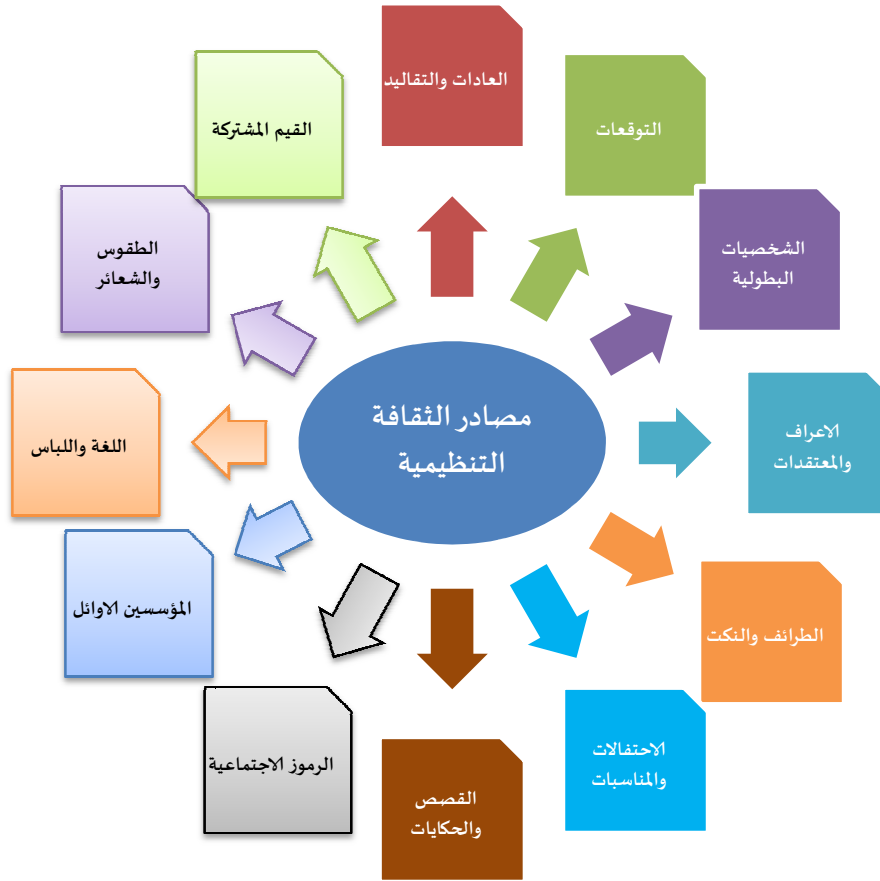 مصادر الثقافة
التنظيمية
العادات والتقاليد
التوقعات
الشخصيات
البطولية
الاعراف
والمعتقدات
الطرائف والنكت
الاحتفالات
والمناسبات
القصص
والحكايات
الرموز الاجتماعية
المؤسسين الاوائل
اللغة واللباس
الطقوس
والشعائر
القيم المشتركة